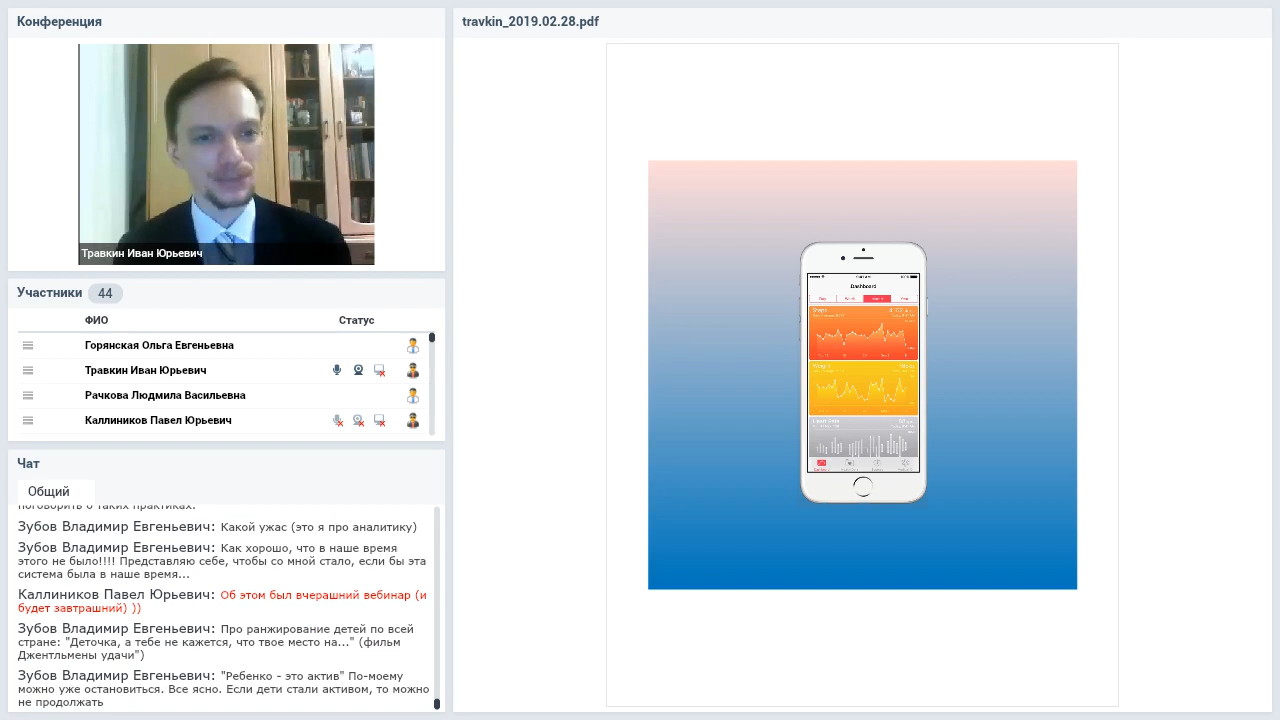 Конференция
Травкин Иван Юрьевич
Участники 44
ФИО Статус
Горянская Ольга Евгеньевна
Травкин Иван Юрьевич
Рачкова Людмила Васильевна
Каллиников Павел Юрьевич
Чат
Общий
поговорить о таких практиках.
Зубов Владимир Евгеньевич: Какой ужас (это я про аналитику)
Зубов Владимир Евгеньевич: Как хорошо, что в наше время
этого не было!!!! Представляю себе, чтобы со мной стало, если бы эта
система была в наше время...
Каллиников Павел Юрьевич: Об этом был вчерашний вебинар (и
будет завтрашний) ))
Зубов Владимир Евгеньевич: Про ранжирование детей по всей
стране: "Деточка, а тебе не кажется, что твое место на..." (фильм
Джентльмены удачи")
Зубов Владимир Евгеньевич: "Ребенко - это актив" По-моему
можно уже остановиться. Все ясно. Если дети стали активом, то можно
не продолжать
travkin_2019.02.28.pdf
Dashboard
Steps
Weight
Heart Rate